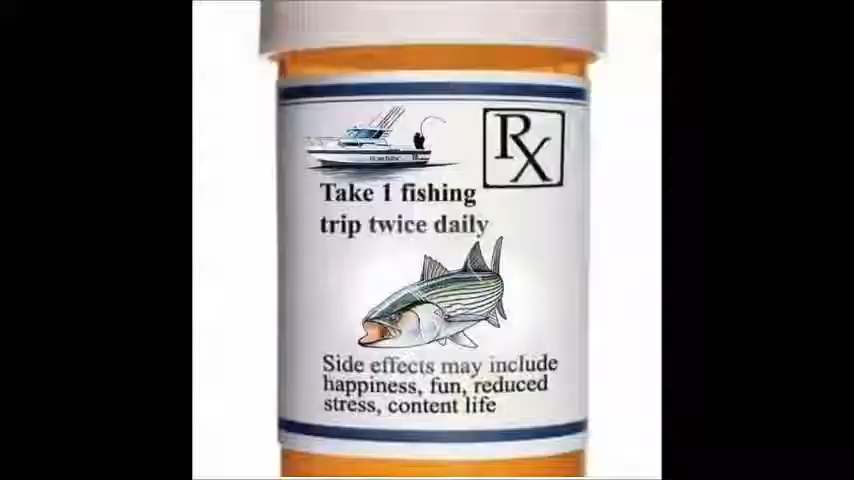 RX
Take 1 fishing
trip twice daily
Side effects may include
happiness, fun, reduced
stress, content life